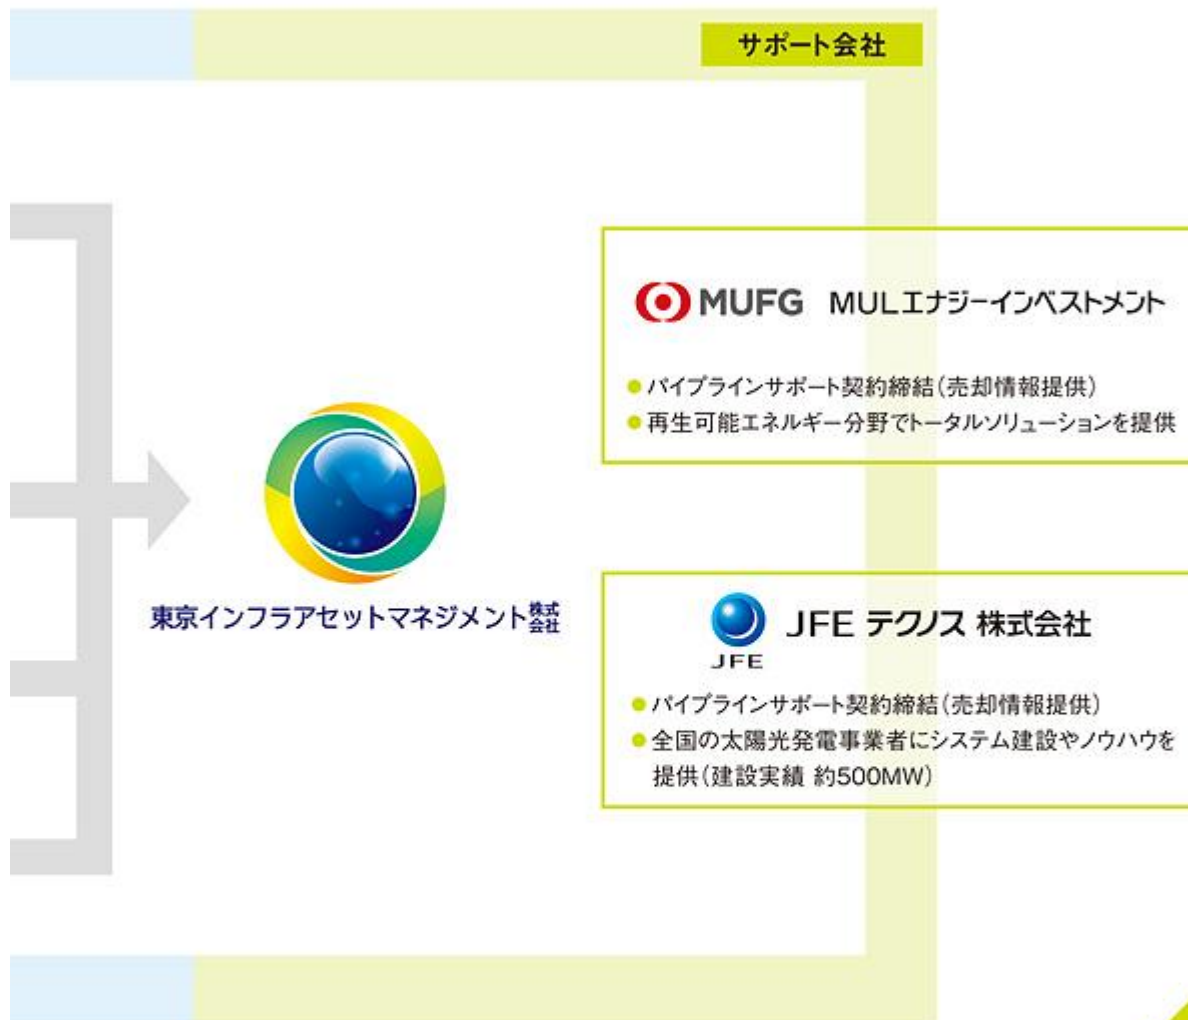 サポート会社
MUFG MULエナジーインベストメント
●パイプラインサポート契約締結(売却情報提供)
●再生可能エネルギー分野でトータルソリューションを提供
東京インフラアセットマネジメント株式会社
JFE テクノス 株式会社
JFE
●パイプラインサポート契約締結(売却情報提供)
●全国の太陽光発電事業者にシステム建設やノウハウを
提供(建設実績 約500MW)